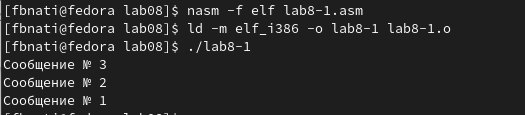 [fbnati@fedora lab08]$ nasm -f elf lab8-1.asm
[fbnati@fedora lab08]$ ld -m elf_i386 -o lab8-1 lab8-1.o
[fbnati@fedora lab08]$ ./lab8-1
Сообщение № 3
Сообщение № 2
Сообщение № 1